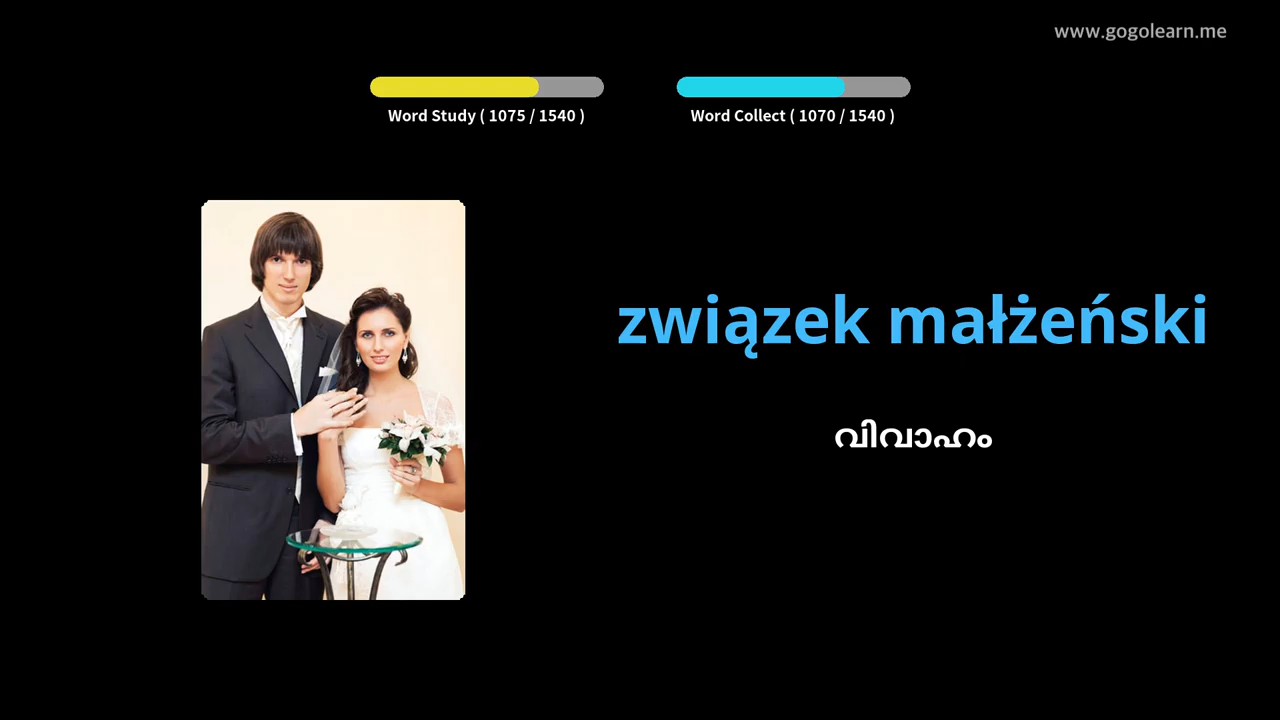 www.gogolearn.me
Word Study ( 1075 / 1540 )
Word Collect ( 1070 / 1540 )
związek małżeński
വിവാഹം